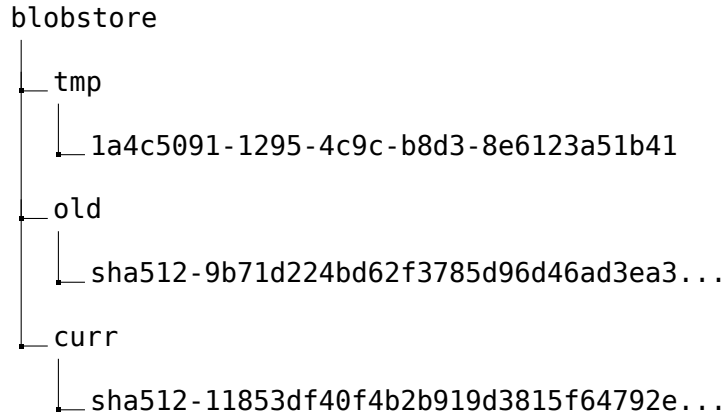 blobstore
tmp
1a4c5091-1295-4c9c-b8d3-8e6123a51b41
old
sha512-9b71d224bd62f3785d96d46ad3ea3...
curr
sha512-11853df40f4b2b919d3815f64792e...